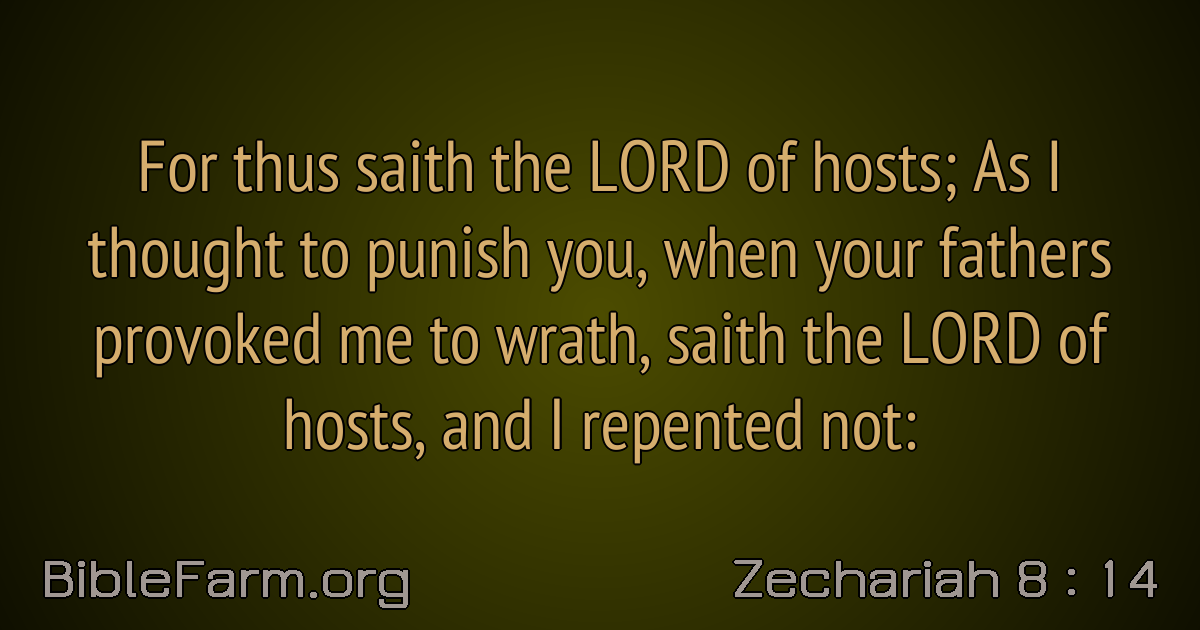 For thus saith the LORD of hosts; As I
thought to punish you, when your fathers
provoked me to wrath, saith the LORD of
hosts, and I repented not:
BibleFarm.org
Zechariah 8 : 14